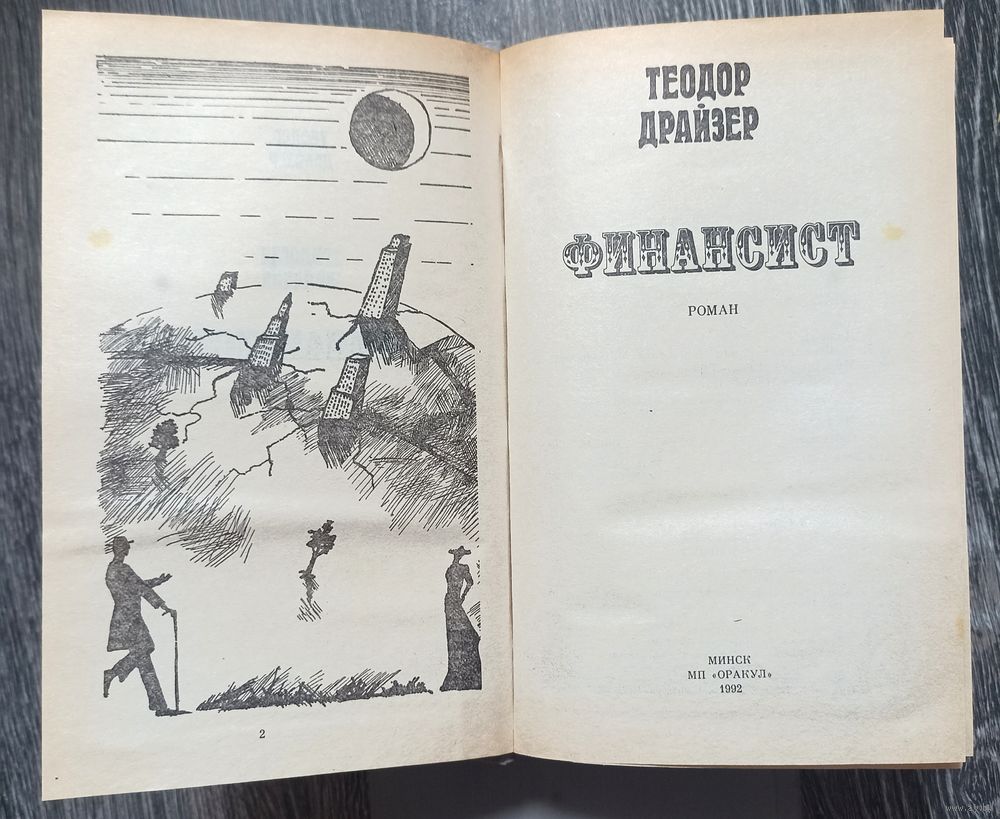 2
ТЕОДОР
ДРАЙЗЕР
ФИНАНСИСТ
РОМАН
МИНСК
МП «ОРАКУЛ»
1992